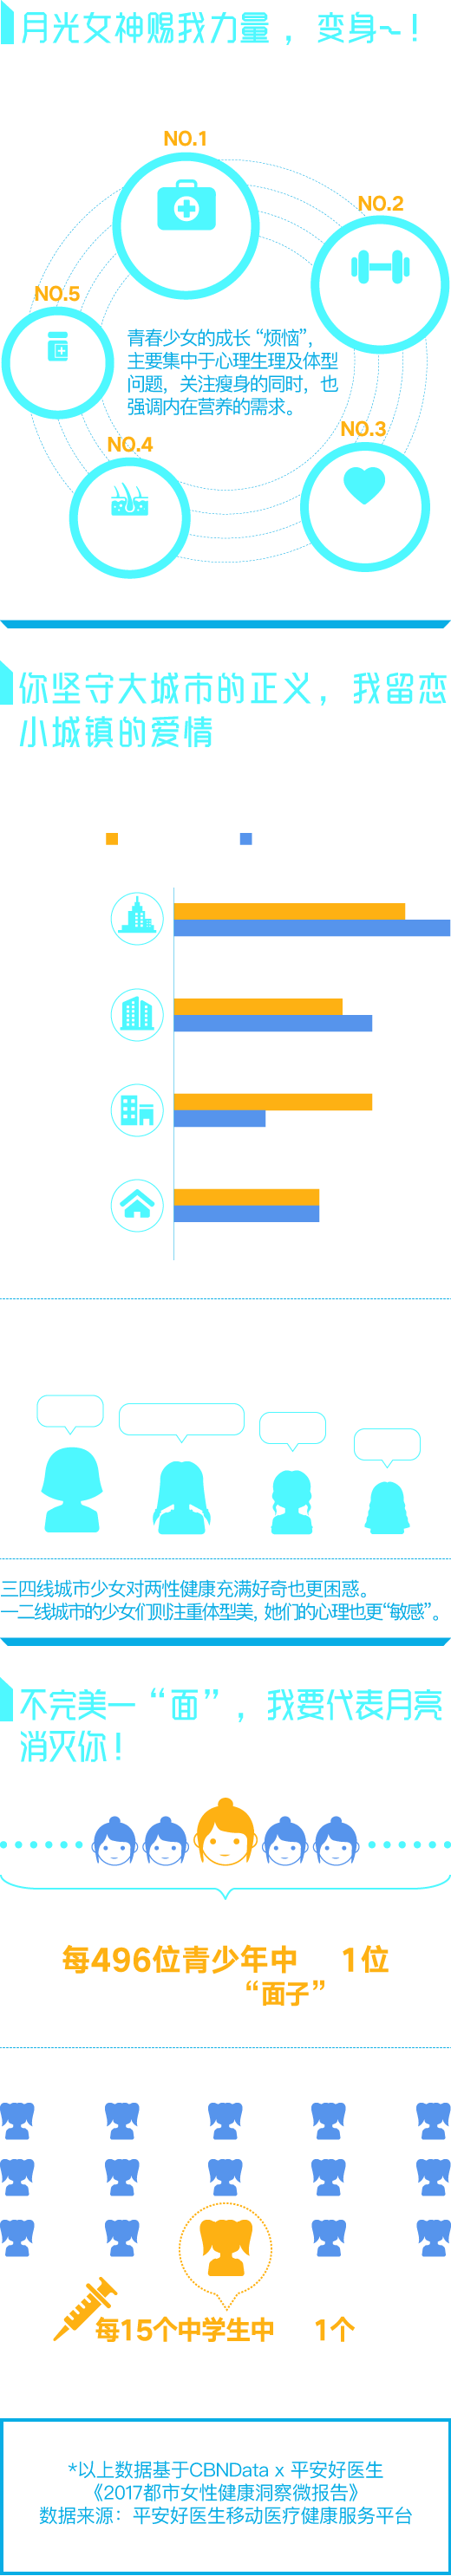 月光女神赐我力量，变身~！
NO.1
NO.2
NO.5
青春少女的成长“烦恼”，
主要集中于心理生理及体型
问题，关注瘦身的同时，也
强调内在营养的需求。
NO.3
NO.4
你坚守大城市的正义，我留恋
小城镇的爱情
三四线城市少女对两性健康充满好奇也更困惑。
一二线城市的少女们则注重体型美，她们的心理也更“敏感”。
不完美一“面”，我要代表月亮
消灭你！
每496位青少年中 1位
“面子”
每15个中学生中 1个
*以上数据基于CBNData x 平安好医生
《2017都市女性健康洞察微报告》
数据来源：平安好医生移动医疗健康服务平台